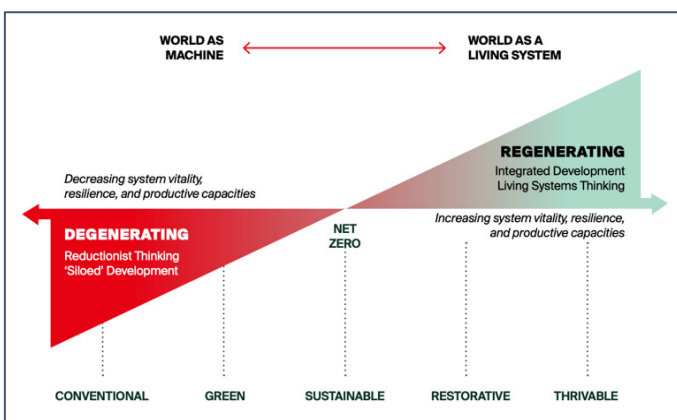 WORLD AS
MACHINE
WORLD AS A
LIVING SYSTEM
REGENERATING
Integrated Development
Living Systems Thinking
Decreasing system vitality,
resilience, and productive capacities
Increasing system vitality, resilience,
and productive capacities
DEGENERATING
Reductionist Thinking
'Siloed' Development
NET
ZERO
CONVENTIONAL
GREEN
SUSTAINABLE
RESTORATIVE
THRIVABLE